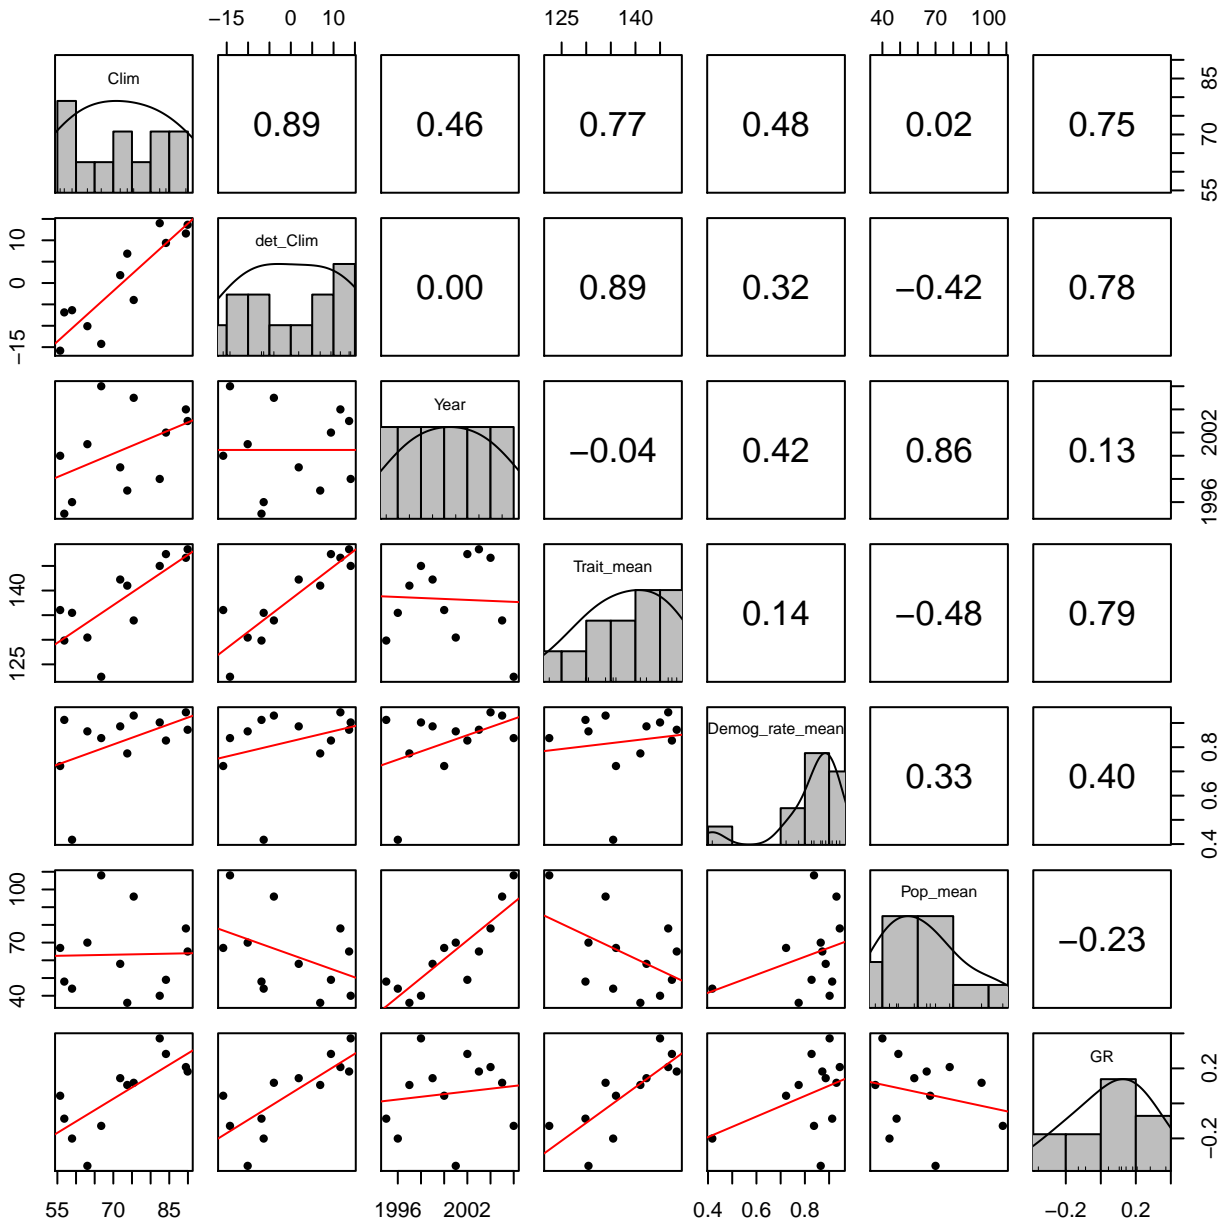 −15 0 10 125 140 40 70 100
Clim 0.89 0.46 0.77 0.48 0.02 0.75 55 70 85
−15 0 10 det_Clim 0.00 0.89 0.32 −0.42 0.78
Year −0.04 0.42 0.86 0.13 1996 2002
125 140 Trait_mean 0.14 −0.48 0.79
Demog_rate_mean 0.33 0.40 0.4 0.6 0.8
40 70 100 Pop_mean −0.23
GR −0.2 0.2
55 70 85 1996 2002 0.4 0.6 0.8 −0.2 0.2